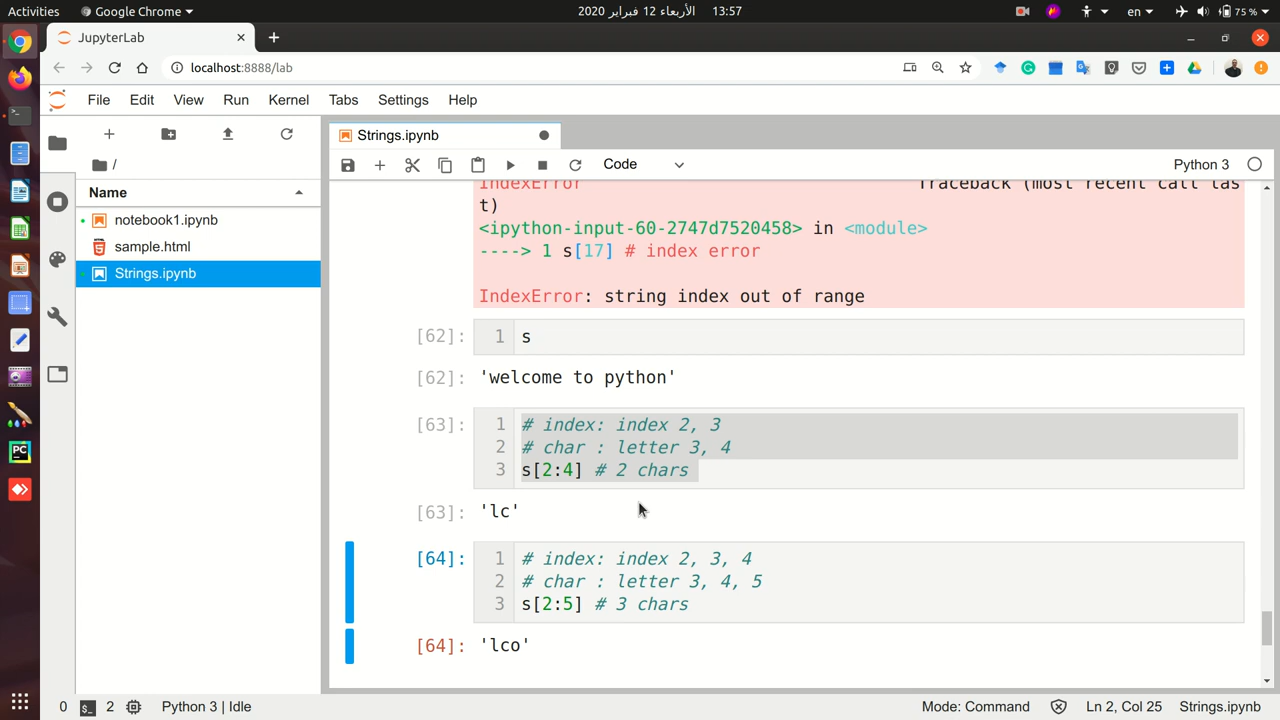 Activities Google Chrome الأربعاء 12 فبراير 2020 13:57 en 75 %
JupyterLab
localhost:8888/lab
File Edit View Run Kernel Tabs Settings Help
Strings.ipynb
/
Code Python 3
Name
notebook1.ipynb
sample.html
Strings.ipynb
IndexError Traceback (most recent call las
t)
<ipython-input-60-2747d7520458> in <module>
----> 1 s[17] # index error
IndexError: string index out of range
[62]: 1 s
[62]: 'welcome to python'
[63]: 1 # index: index 2, 3
2 # char : letter 3, 4
3 s[2:4] # 2 chars
[63]: 'lc'
[64]: 1 # index: index 2, 3, 4
2 # char : letter 3, 4, 5
3 s[2:5] # 3 chars
[64]: 'lco'
0 2 Python 3 | Idle Mode: Command Ln 2, Col 25 Strings.ipynb